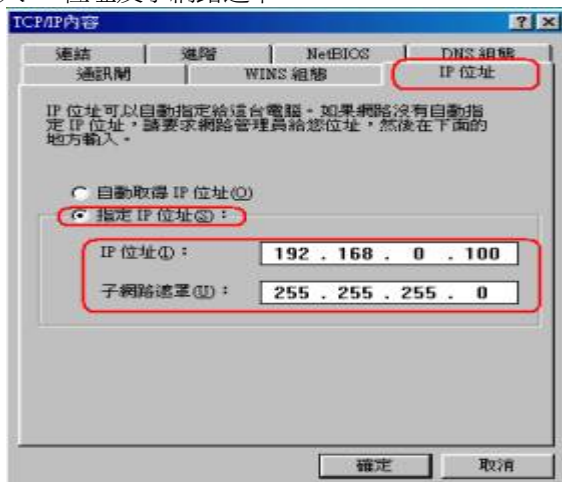 TCP/IP內容
連結 進階 NetBIOS DNS 組態
通訊閘 WINS 組態 IP 位址
IP 位址可以自動指定給這台電腦。如果網路沒有自動指
定 IP 位址，請要求網路管理員給您位址，然後在下面的
地方輸入。
自動取得 IP 位址(O)
指定 IP 位址(S)：
IP 位址(I)：
192 . 168 . 0 . 100
子網路遮罩(U)：
255 . 255 . 255 . 0
確定 取消